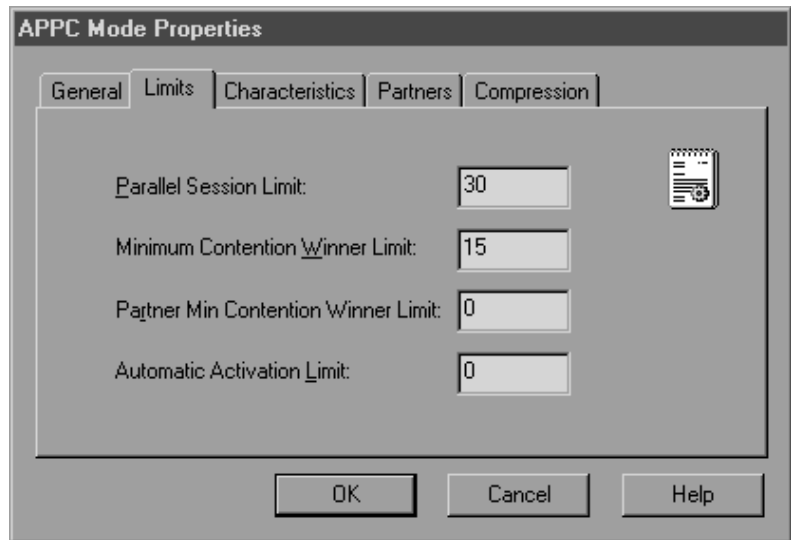 APPC Mode Properties
General Limits Characteristics Partners Compression
Parallel Session Limit: 30
Minimum Contention Winner Limit: 15
Partner Min Contention Winner Limit: 0
Automatic Activation Limit: 0
OK Cancel Help